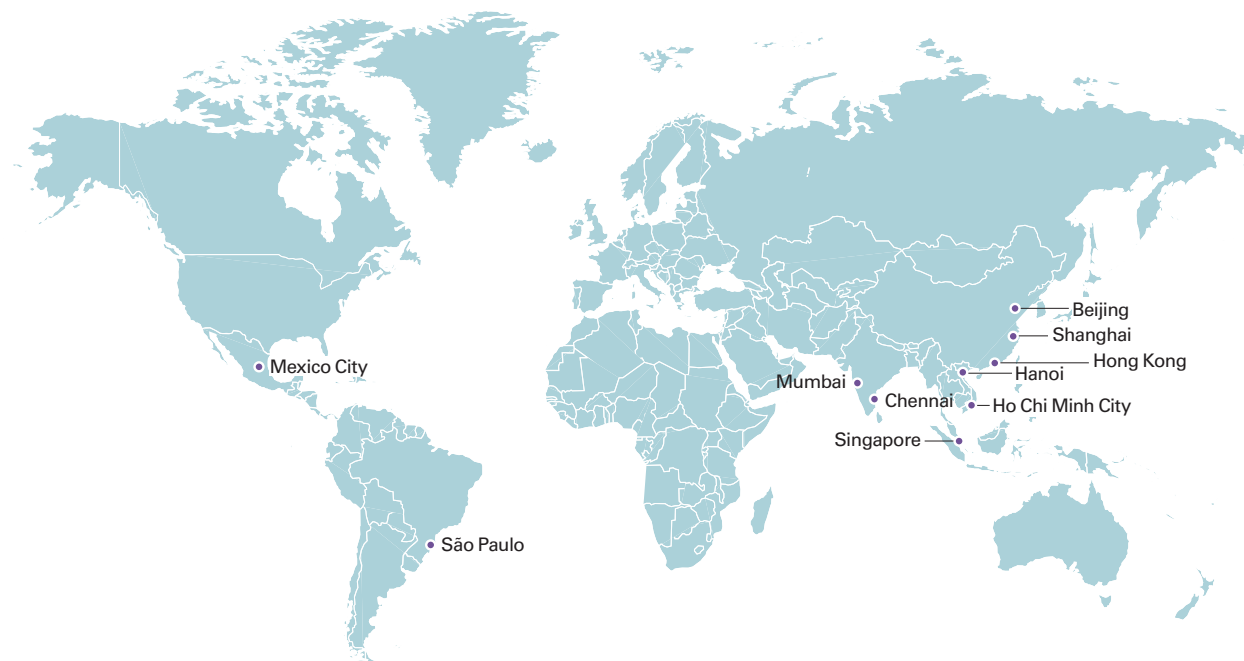 Beijing
Shanghai
Hong Kong
Mexico City
Hanoi
Mumbai
Chennai
Ho Chi Minh City
Singapore
São Paulo